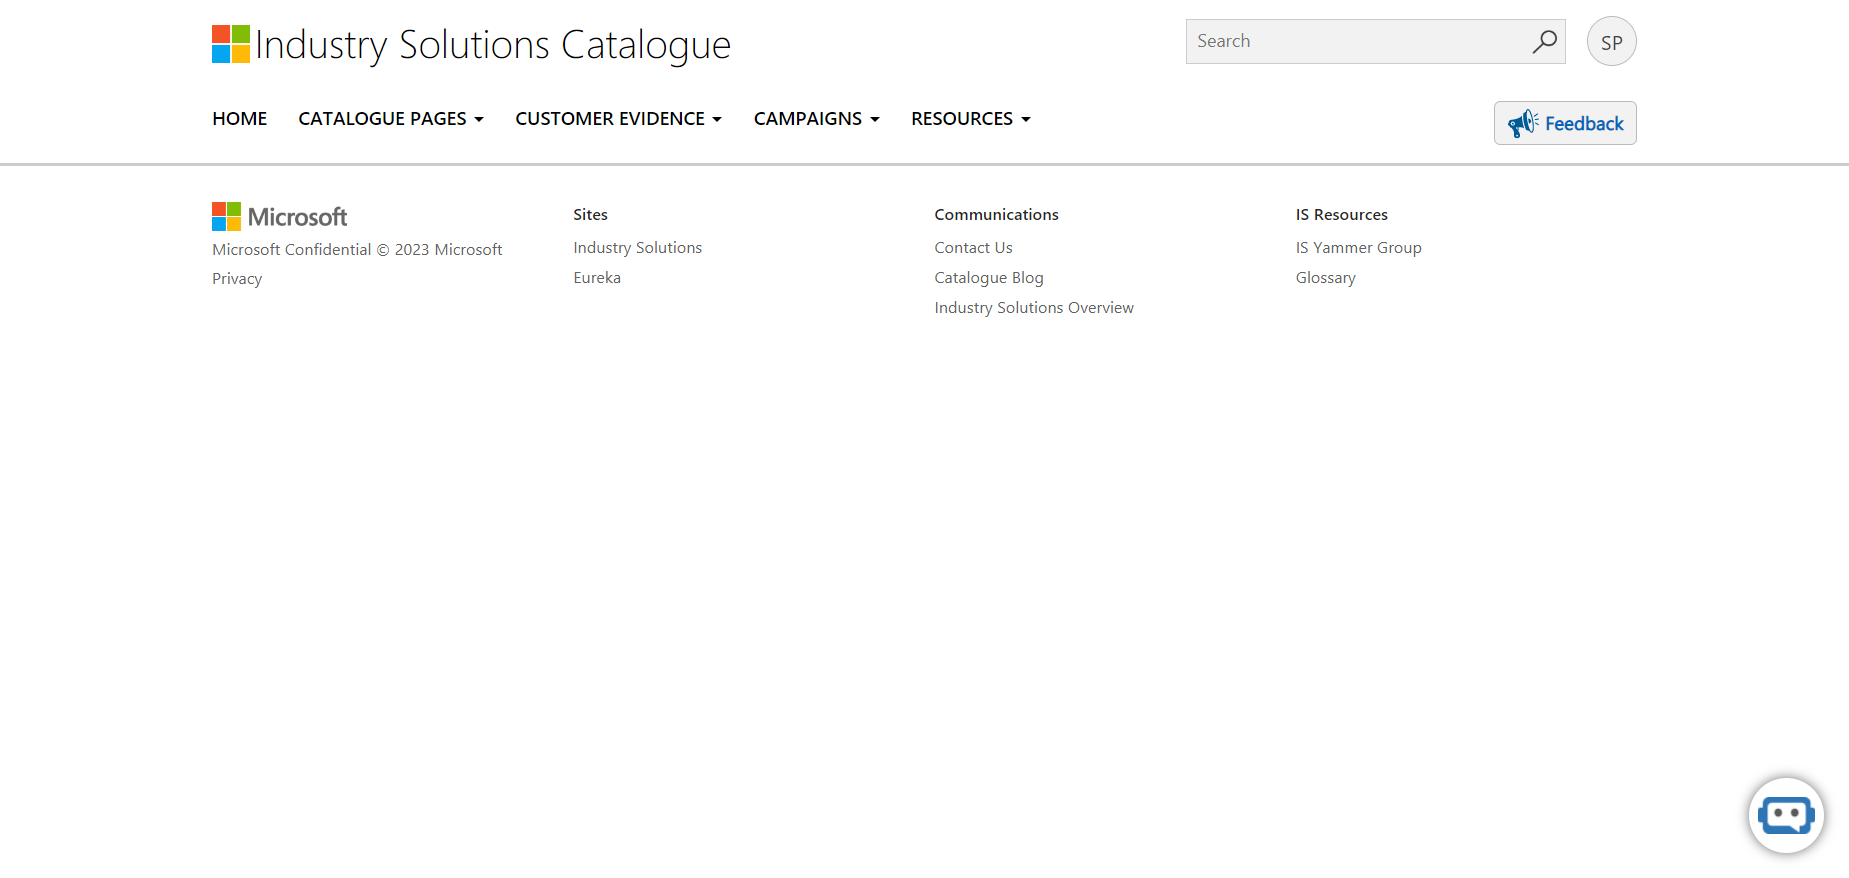 Industry Solutions Catalogue
Search
SP
HOME CATALOGUE PAGES CUSTOMER EVIDENCE CAMPAIGNS RESOURCES
Feedback
Microsoft
Microsoft Confidential © 2023 Microsoft
Privacy
Sites
Industry Solutions
Eureka
Communications
Contact Us
Catalogue Blog
Industry Solutions Overview
IS Resources
IS Yammer Group
Glossary